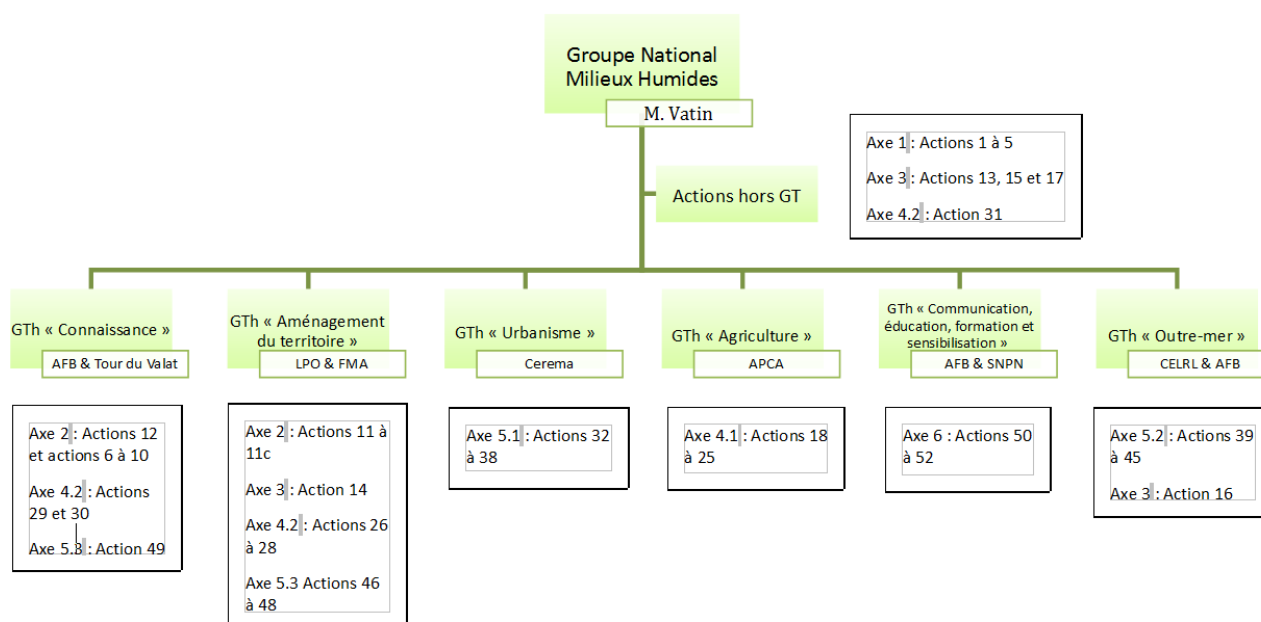 Groupe National
Milieux Humides
M. Vatin
Actions hors GT
Axe 1 : Actions 1 à 5
Axe 3 : Actions 13, 15 et 17
Axe 4.2 : Action 31
GTh « Connaissance »
AFB & Tour du Valat
GTh « Aménagement
du territoire »
LPO & FMA
GTh « Urbanisme »
Cerema
GTh « Agriculture »
APCA
GTh « Communication,
éducation, formation et
sensibilisation »
AFB & SNPN
GTh « Outre-mer »
CELRL & AFB
Axe 2 : Actions 12
et actions 6 à 10
Axe 4.2 : Actions
29 et 30
Axe 5.3 : Action 49
Axe 2 : Actions 11 à
11c
Axe 3 : Action 14
Axe 4.2 : Actions 26
à 28
Axe 5.3 Actions 46
à 48
Axe 5.1 : Actions 32
à 38
Axe 4.1 : Actions 18
à 25
Axe 6 : Actions 50
à 52
Axe 5.2 : Actions 39
à 45
Axe 3 : Action 16